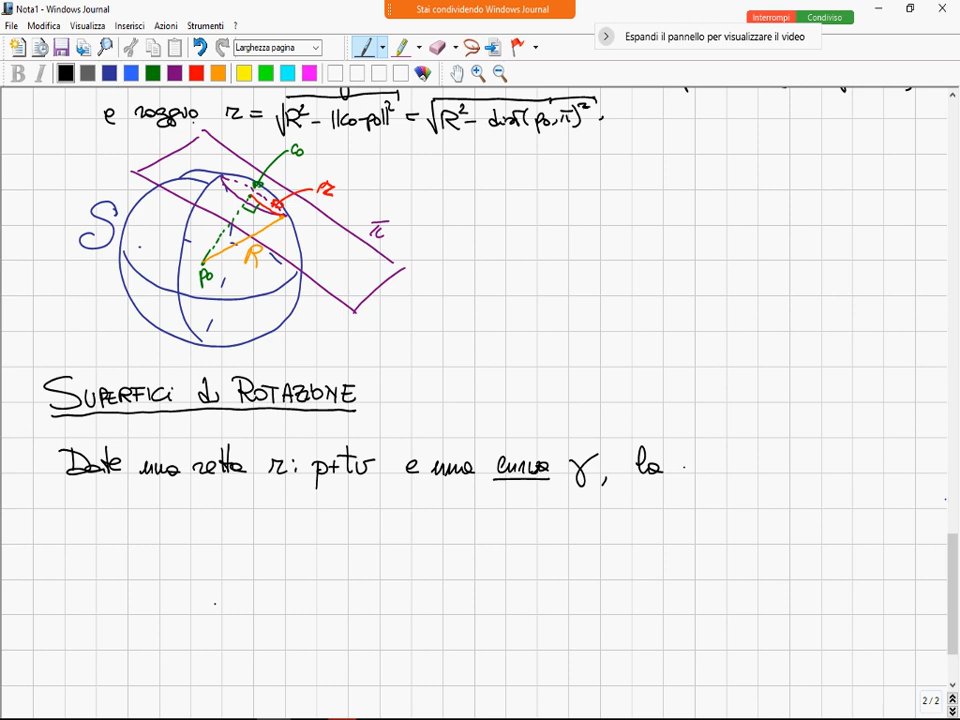 Nota1 - Windows Journal
Stai condividendo Windows Journal
Interrompi
Condiviso
File Modifica Visualizza Inserisci Azioni Strumenti ?
Espandi il pannello per visualizzare il video
Larghezza pagina
B I
e raggio r = √R² - ||c0-p0||² = √R² - dist(p0, π)²,
c0
r
S
π
R
p0
SUPERFICI di ROTAZIONE
Date una retta r: p+tv e una curva γ, la
2 / 2